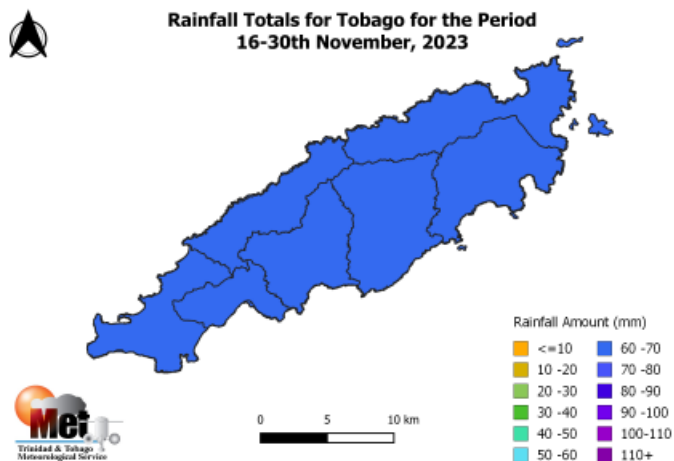 Rainfall Totals for Tobago for the Period
16-30th November, 2023
Rainfall Amount (mm)
<=10
10 -20
20 -30
30 -40
40 -50
50 -60
60 -70
70 -80
80 -90
90 -100
100-110
110+
0 5 10 km
Met
Trinidad & Tobago
Meteorological Service